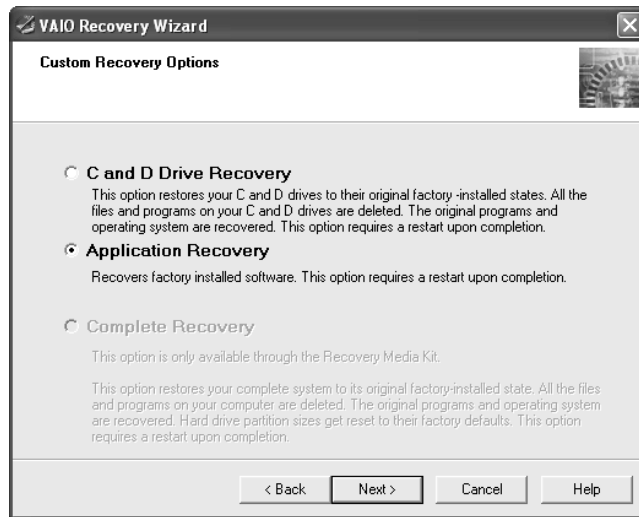 VAIO Recovery Wizard
Custom Recovery Options
C and D Drive Recovery
This option restores your C and D drives to their original factory -installed states. All the
files and programs on your C and D drives are deleted. The original programs and
operating system are recovered. This option requires a restart upon completion.
Application Recovery
Recovers factory installed software. This option requires a restart upon completion.
Complete Recovery
This option is only available through the Recovery Media Kit.
This option restores your complete system to its original factory-installed state. All the files
and programs on your computer are deleted. The original programs and operating system
are recovered. Hard drive partition sizes get reset to their factory defaults. This option
requires a restart upon completion.
< Back
Next >
Cancel
Help